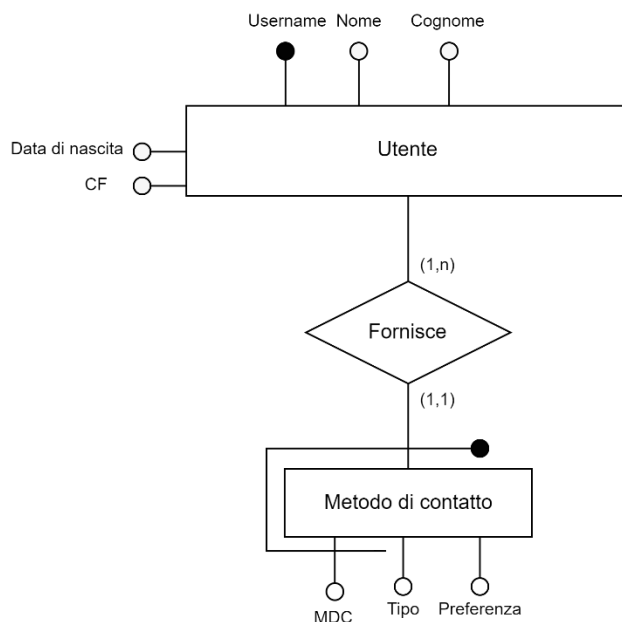 Username Nome Cognome
Data di nascita
Utente
CF
(1,n)
Fornisce
(1,1)
Metodo di contatto
MDC Tipo Preferenza